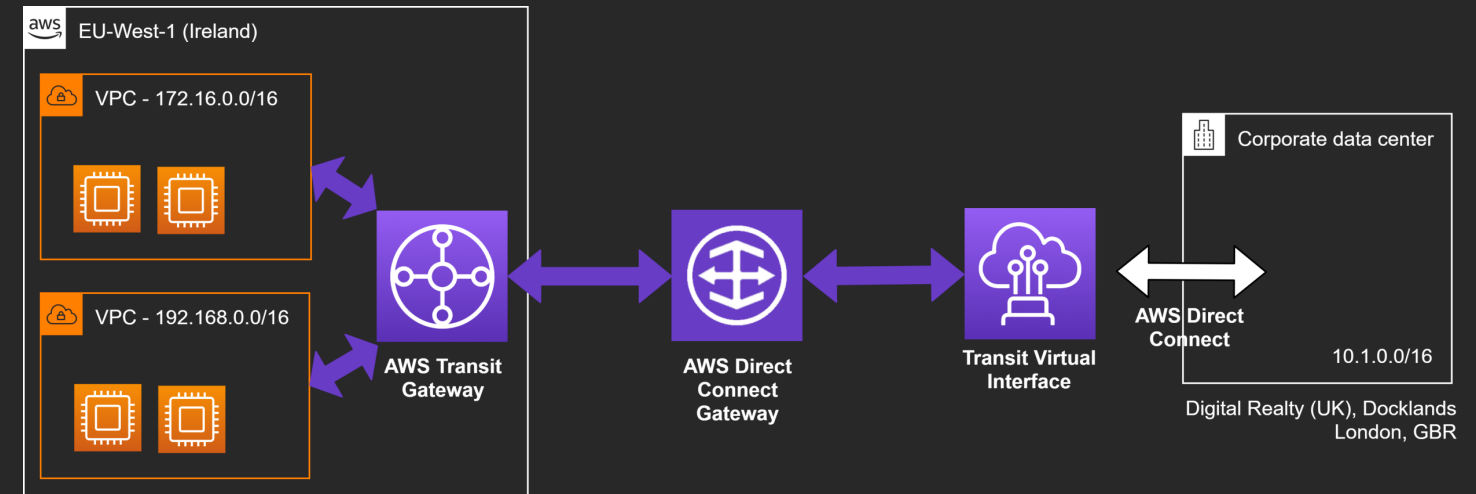 aws
EU-West-1 (Ireland)
VPC - 172.16.0.0/16
VPC - 192.168.0.0/16
AWS Transit
Gateway
AWS Direct
Connect
Gateway
Transit Virtual
Interface
AWS Direct
Connect
Corporate data center
10.1.0.0/16
Digital Realty (UK), Docklands
London, GBR